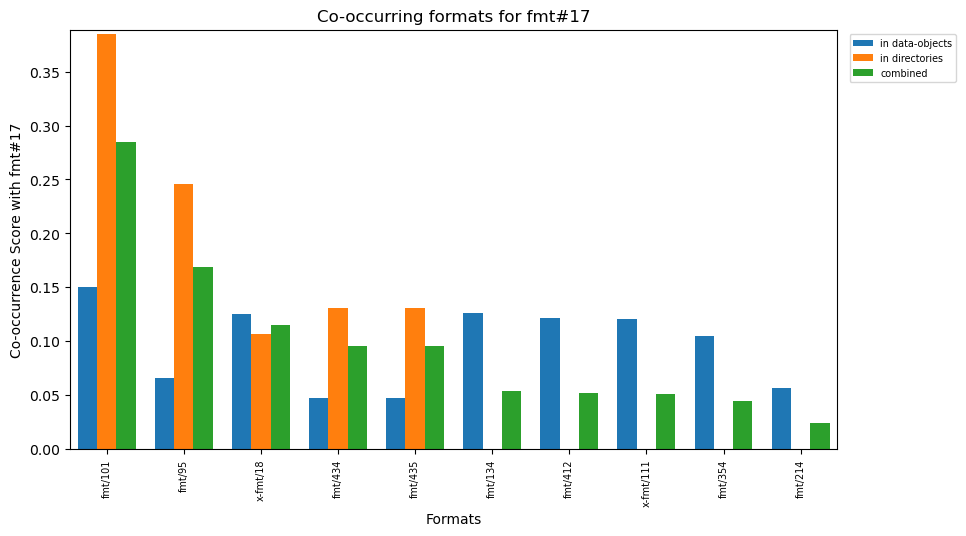 Co-occurring formats for fmt#17
Co-occurrence Score with fmt#17
0.35
0.30
0.25
0.20
0.15
0.10
0.05
0.00
in data-objects
in directories
combined
fmt/101
fmt/95
x-fmt/18
fmt/434
fmt/435
fmt/134
fmt/412
x-fmt/111
fmt/354
fmt/214
Formats